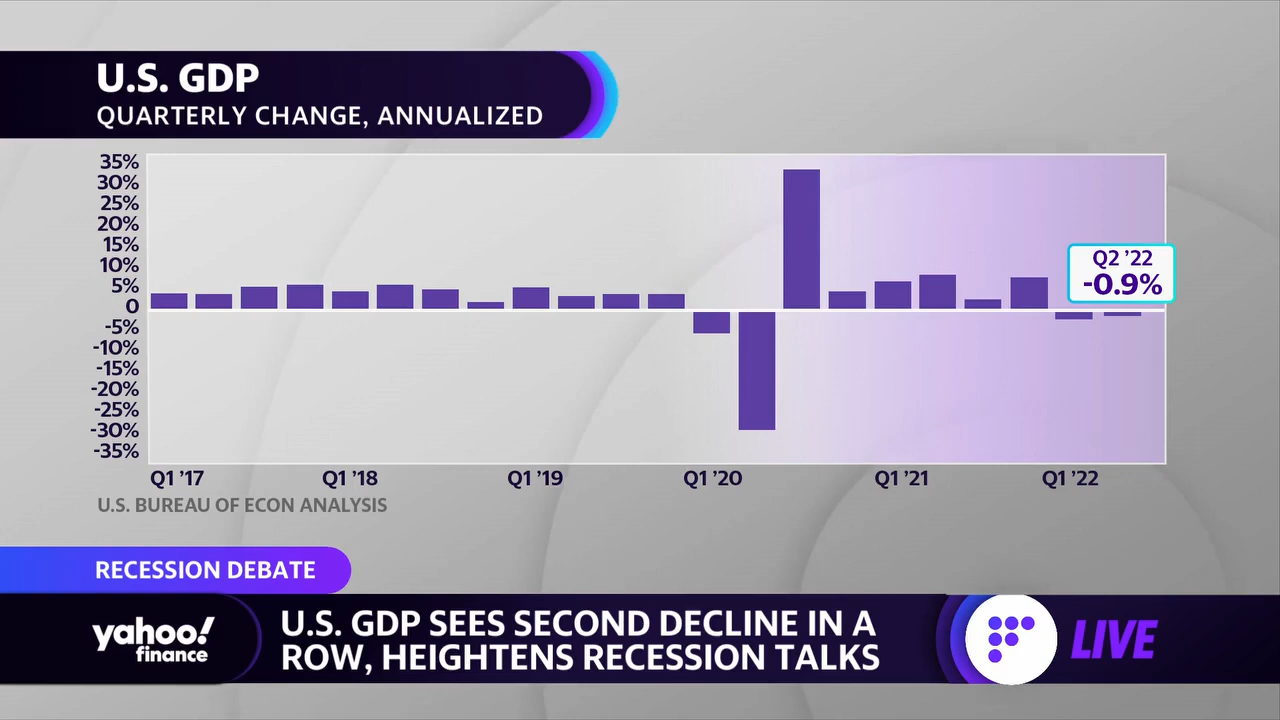 U.S. GDP
QUARTERLY CHANGE, ANNUALIZED
35%
30%
25%
20%
15%
10%
5%
0
-5%
-10%
-15%
-20%
-25%
-30%
-35%
Q2 ’22
-0.9%
Q1 ’17 Q1 ’18 Q1 ’19 Q1 ’20 Q1 ’21 Q1 ’22
U.S. BUREAU OF ECON ANALYSIS
RECESSION DEBATE
yahoo!
finance
U.S. GDP SEES SECOND DECLINE IN A
ROW, HEIGHTENS RECESSION TALKS
LIVE